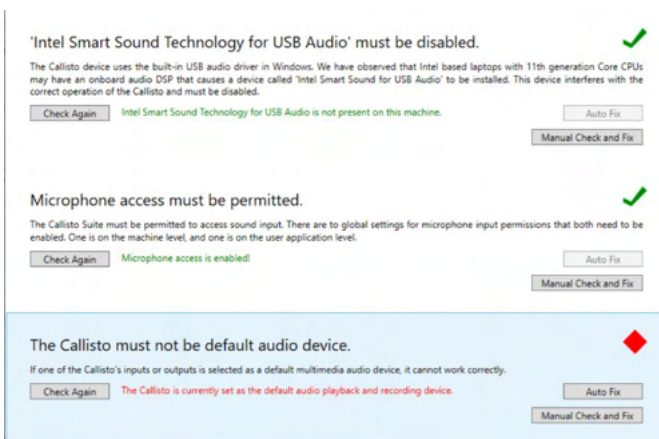 'Intel Smart Sound Technology for USB Audio' must be disabled.
The Callisto device uses the built-in USB audio driver in Windows. We have observed that Intel based laptops with 11th generation Core CPUs
may have an onboard audio DSP that causes a device called 'Intel Smart Sound for USB Audio' to be installed. This device interferes with the
correct operation of the Callisto and must be disabled.
Check Again Intel Smart Sound Technology for USB Audio is not present on this machine. Auto Fix
Manual Check and Fix
Microphone access must be permitted.
The Callisto Suite must be permitted to access sound input. There are to global settings for microphone input permissions that both need to be
enabled. One is on the machine level, and one is on the user application level.
Check Again Microphone access is enabled! Auto Fix
Manual Check and Fix
The Callisto must not be default audio device.
If one of the Callisto's inputs or outputs is selected as a default multimedia audio device, it cannot work correctly.
Check Again The Callisto is currently set as the default audio playback and recording device. Auto Fix
Manual Check and Fix